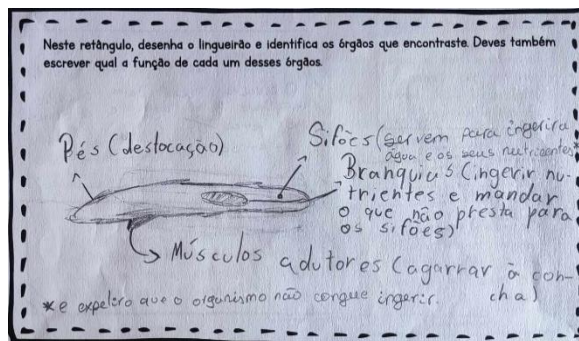 Neste retângulo, desenha o lingueirão e identifica os órgãos que encontraste. Deves também
escrever qual a função de cada um desses órgãos.
Pés (deslocação)
Sifões (servem para ingerir a
água e os seus nutrientes*
Branquias (ingerir nu-
trientes e mandar
o que não presta para
os sifões)
Músculos adutores (agarrar à con-
cha)
*e expelir o que o organismo não congue ingerir.